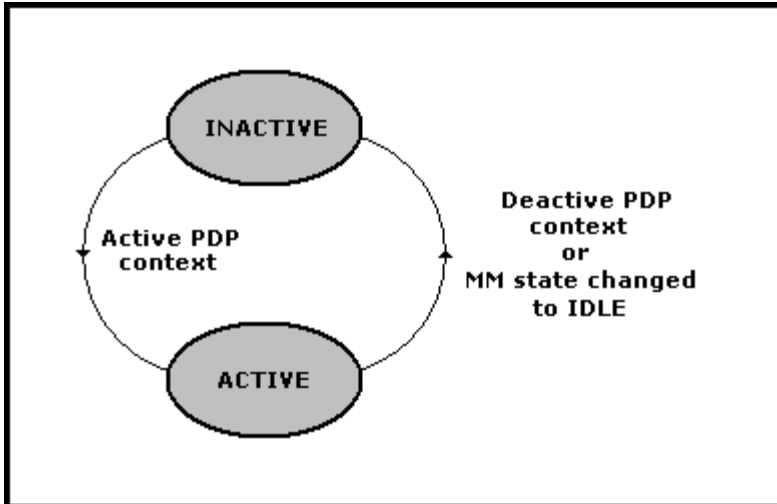 INACTIVE
Active PDP
context
Deactive PDP
context
or
MM state changed
to IDLE
ACTIVE